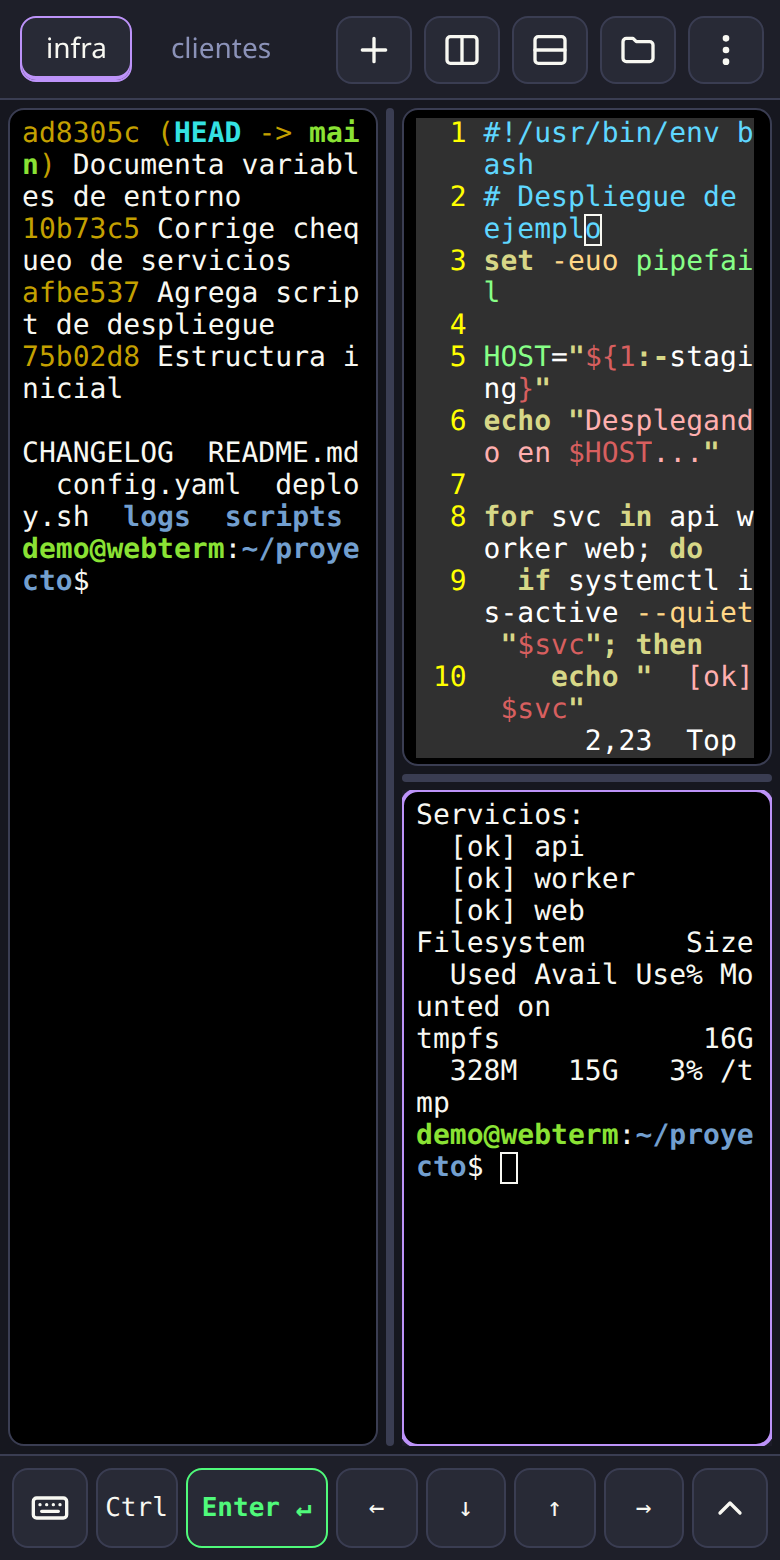 infra clientes
ad8305c (HEAD -> mai
n) Documenta variabl
es de entorno
10b73c5 Corrige cheq
ueo de servicios
afbe537 Agrega scrip
t de despliegue
75b02d8 Estructura i
nicial
CHANGELOG  README.md
  config.yaml  deplo
y.sh  logs  scripts
demo@webterm:~/proye
cto$
1 #!/usr/bin/env b
ash
2 # Despliegue de
ejemplo
3 set -euo pipefai
l
4
5 HOST="${1:-stagi
ng}"
6 echo "Desplegand
o en $HOST..."
7
8 for svc in api w
orker web; do
9   if systemctl i
s-active --quiet
 "$svc"; then
10     echo "  [ok]
 $svc"
2,23  Top
Servicios:
  [ok] api
  [ok] worker
  [ok] web
Filesystem      Size
  Used Avail Use% Mo
unted on
tmpfs            16G
  328M   15G   3% /t
mp
demo@webterm:~/proye
cto$
Ctrl Enter ↵ ← ↓ ↑ →